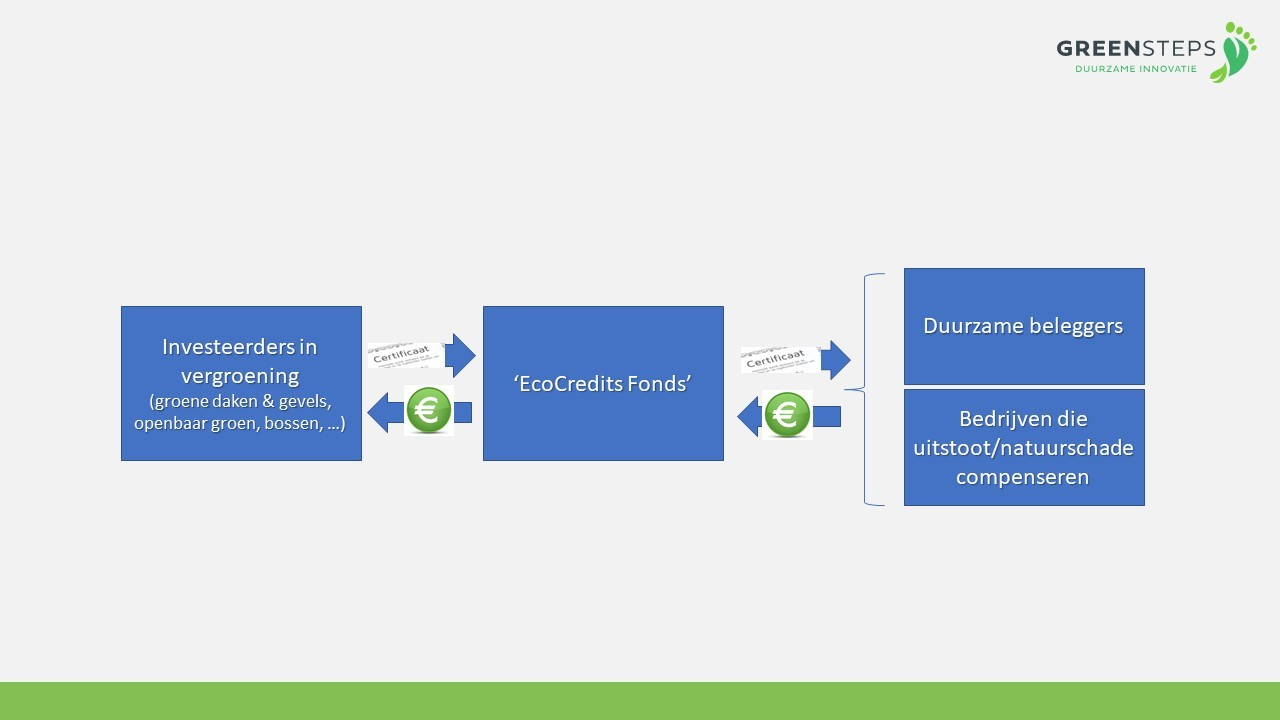 GREENSTEPS
DUURZAME INNOVATIE
Investeerders in
vergroening
(groene daken & gevels,
openbaar groen, bossen, ...)
Certificaat
€
‘EcoCredits Fonds’
Certificaat
€
Duurzame beleggers
Bedrijven die
uitstoot/natuurschade
compenseren